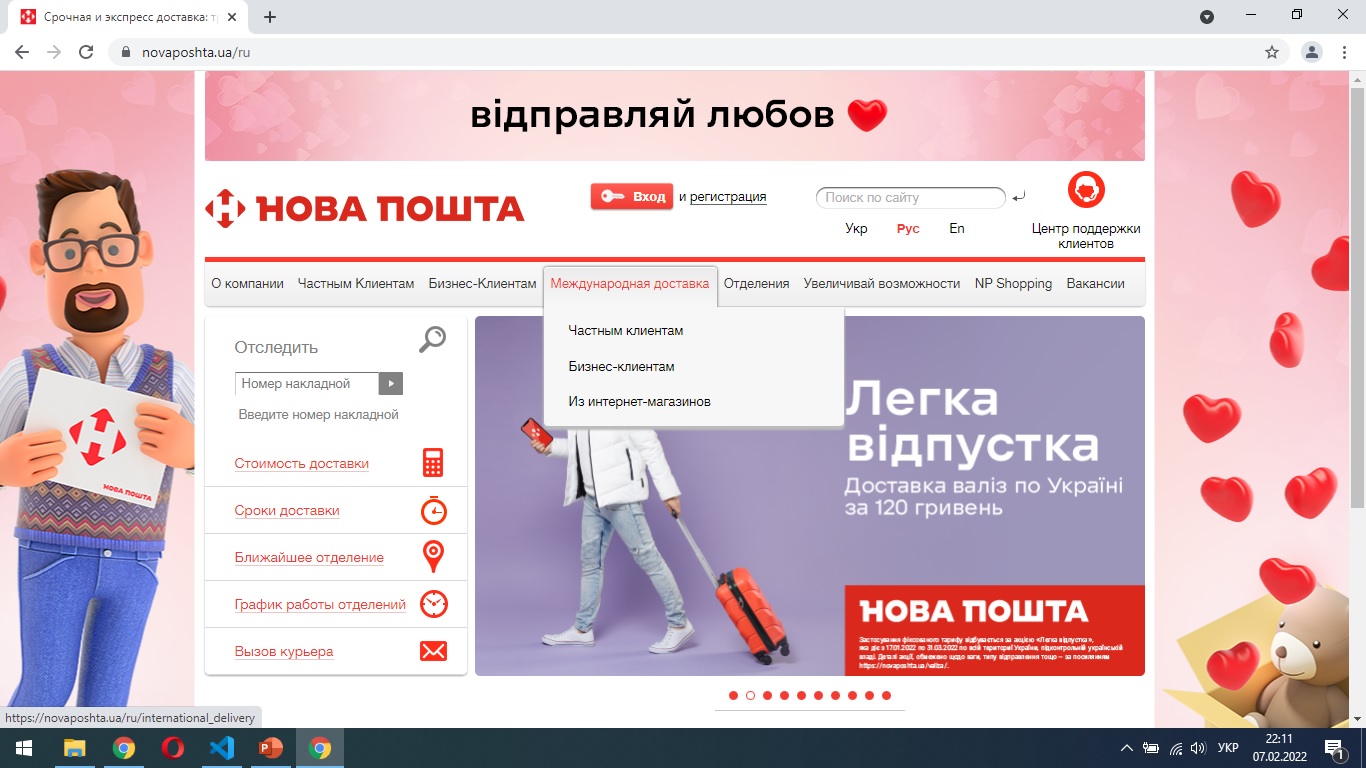 Срочная и экспресс доставка: т
novaposhta.ua/ru
відправляй любов
НОВА ПОШТА
Вход и регистрация
Поиск по сайту
Укр Рус En
Центр поддержки
клиентов
О компании Частным Клиентам Бизнес-Клиентам Международная доставка Отделения Увеличивай возможности NP Shopping Вакансии
Частным клиентам
Бизнес-клиентам
Из интернет-магазинов
Отследить
Номер накладной
Введите номер накладной
Стоимость доставки
Сроки доставки
Ближайшее отделение
График работы отделений
Вызов курьера
НОВА ПОШТА
Легка
відпустка
Доставка валіз по Україні
за 120 гривень
НОВА ПОШТА
Застосування фіксованого тарифу відбувається за акцією «Легка відпустка»,
яка діє з 17.01.2022 по 31.03.2022 по всій території України, підконтрольній українській
владі. Деталі акції, обмежено щодо ваги, типу відправлення тощо – за посиланням
https://novaposhta.ua/valiza/.
https://novaposhta.ua/ru/international_delivery
УКР
22:11
07.02.2022
1